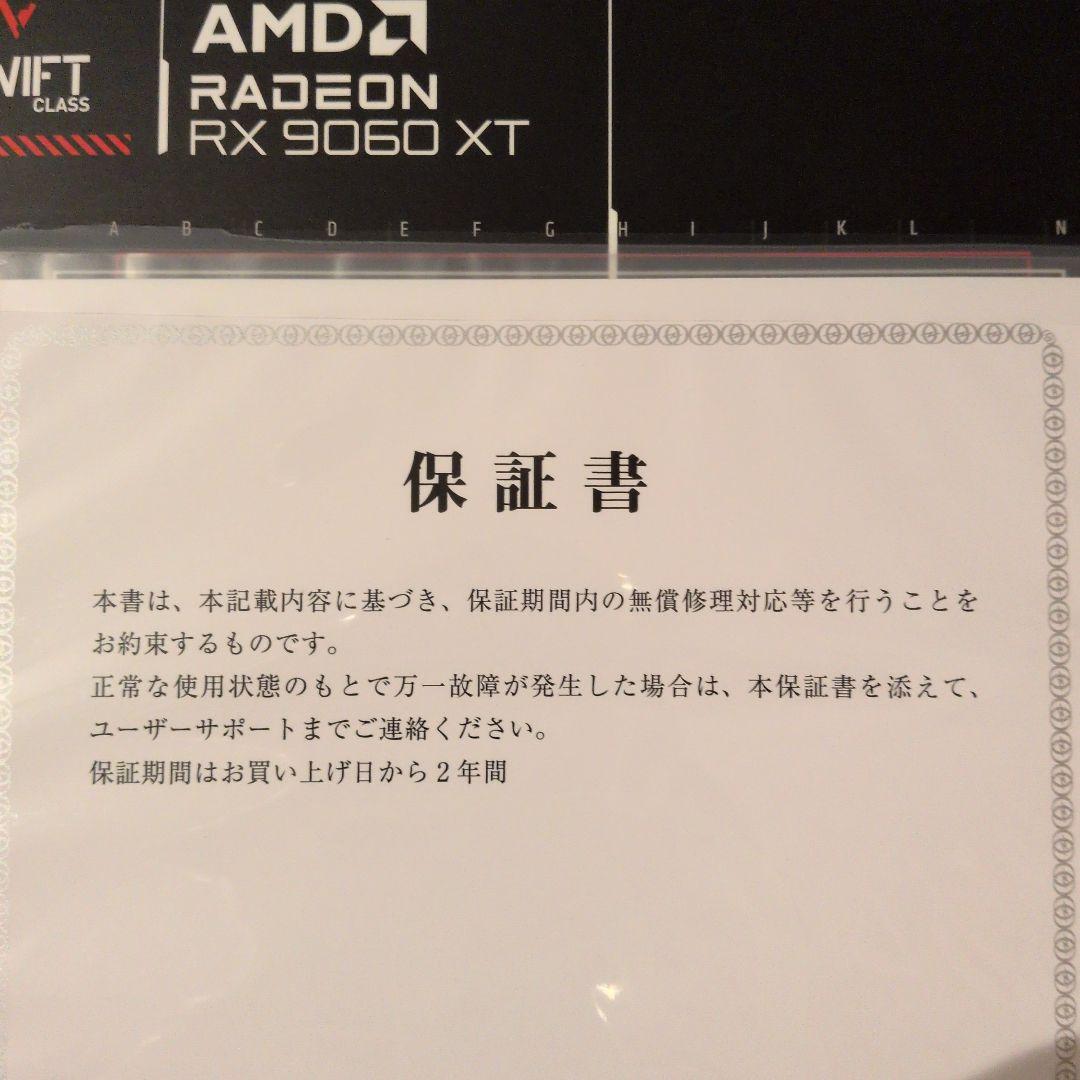 AMD
WIFT
RADEON
CLASS
RX 9060 XT
A B C D E F G H I J K L N
保証書
本書は、本記載内容に基づき、保証期間内の無償修理対応等を行うことを
お約束するものです。
正常な使用状態のもとで万一故障が発生した場合は、本保証書を添えて、
ユーザーサポートまでご連絡ください。
保証期間はお買い上げ日から２年間